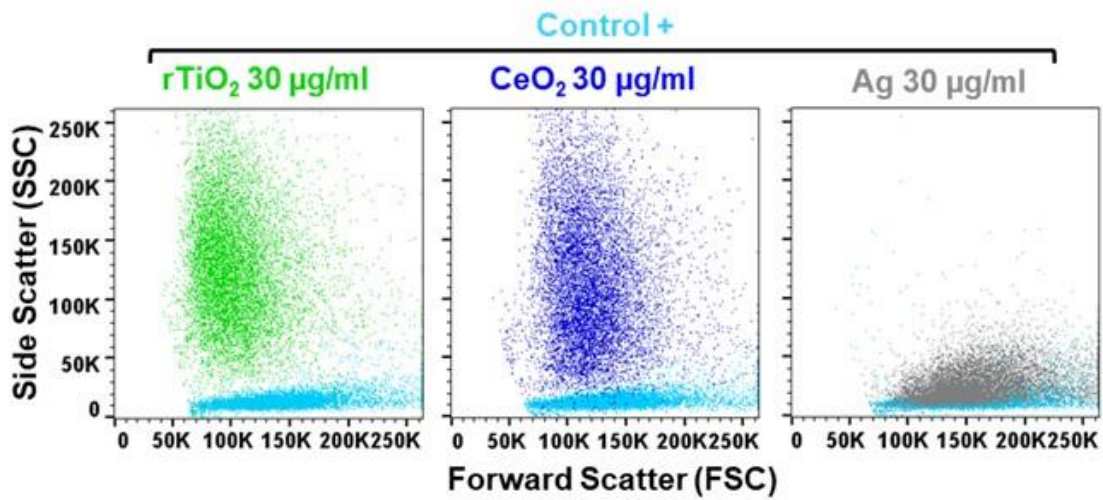 Control +
rTiO₂ 30 µg/ml
CeO₂ 30 µg/ml
Ag 30 µg/ml
Side Scatter (SSC)
250K
200K
150K
100K
50K
0
0 50K 100K 150K 200K250K
0 50K 100K 150K 200K250K
0 50K 100K 150K 200K250K
Forward Scatter (FSC)